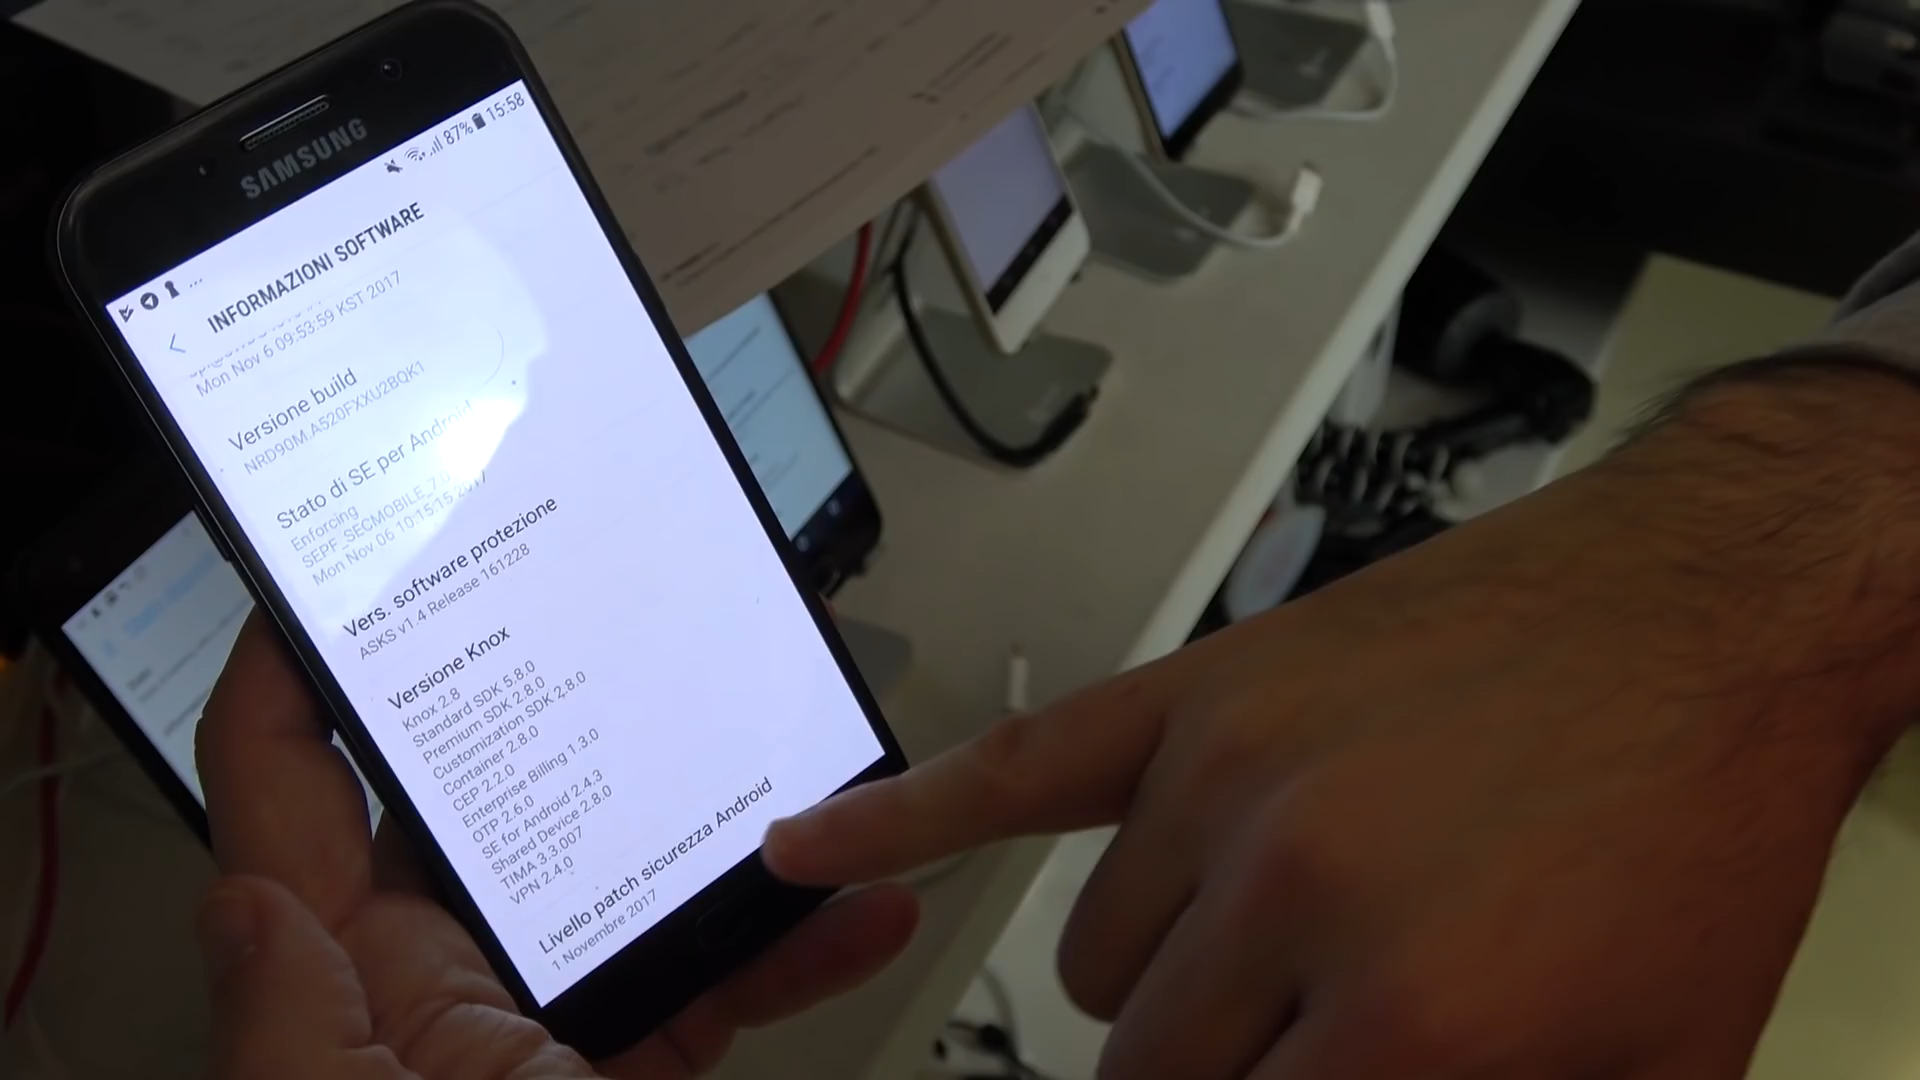 SAMSUNG
87% 15:58
INFORMAZIONI SOFTWARE
Mon Nov 6 09:53:59 KST 2017
Versione build
NRD90M.A520FXXU2BQK1
Stato di SE per Android
Enforcing
SEPF_SECMOBILE_7.0
Mon Nov 06 10:15:15 2017
Vers. software protezione
ASKS v1.4 Release 161228
Versione Knox
Knox 2.8
Standard SDK 5.8.0
Premium SDK 2.8.0
Customization SDK 2.8.0
Container 2.8.0
CEP 2.2.0
Enterprise Billing 1.3.0
OTP 2.6.0
SE for Android 2.4.3
Shared Device 2.8.0
TIMA 3.3.007
VPN 2.4.0
Livello patch sicurezza Android
1 Novembre 2017